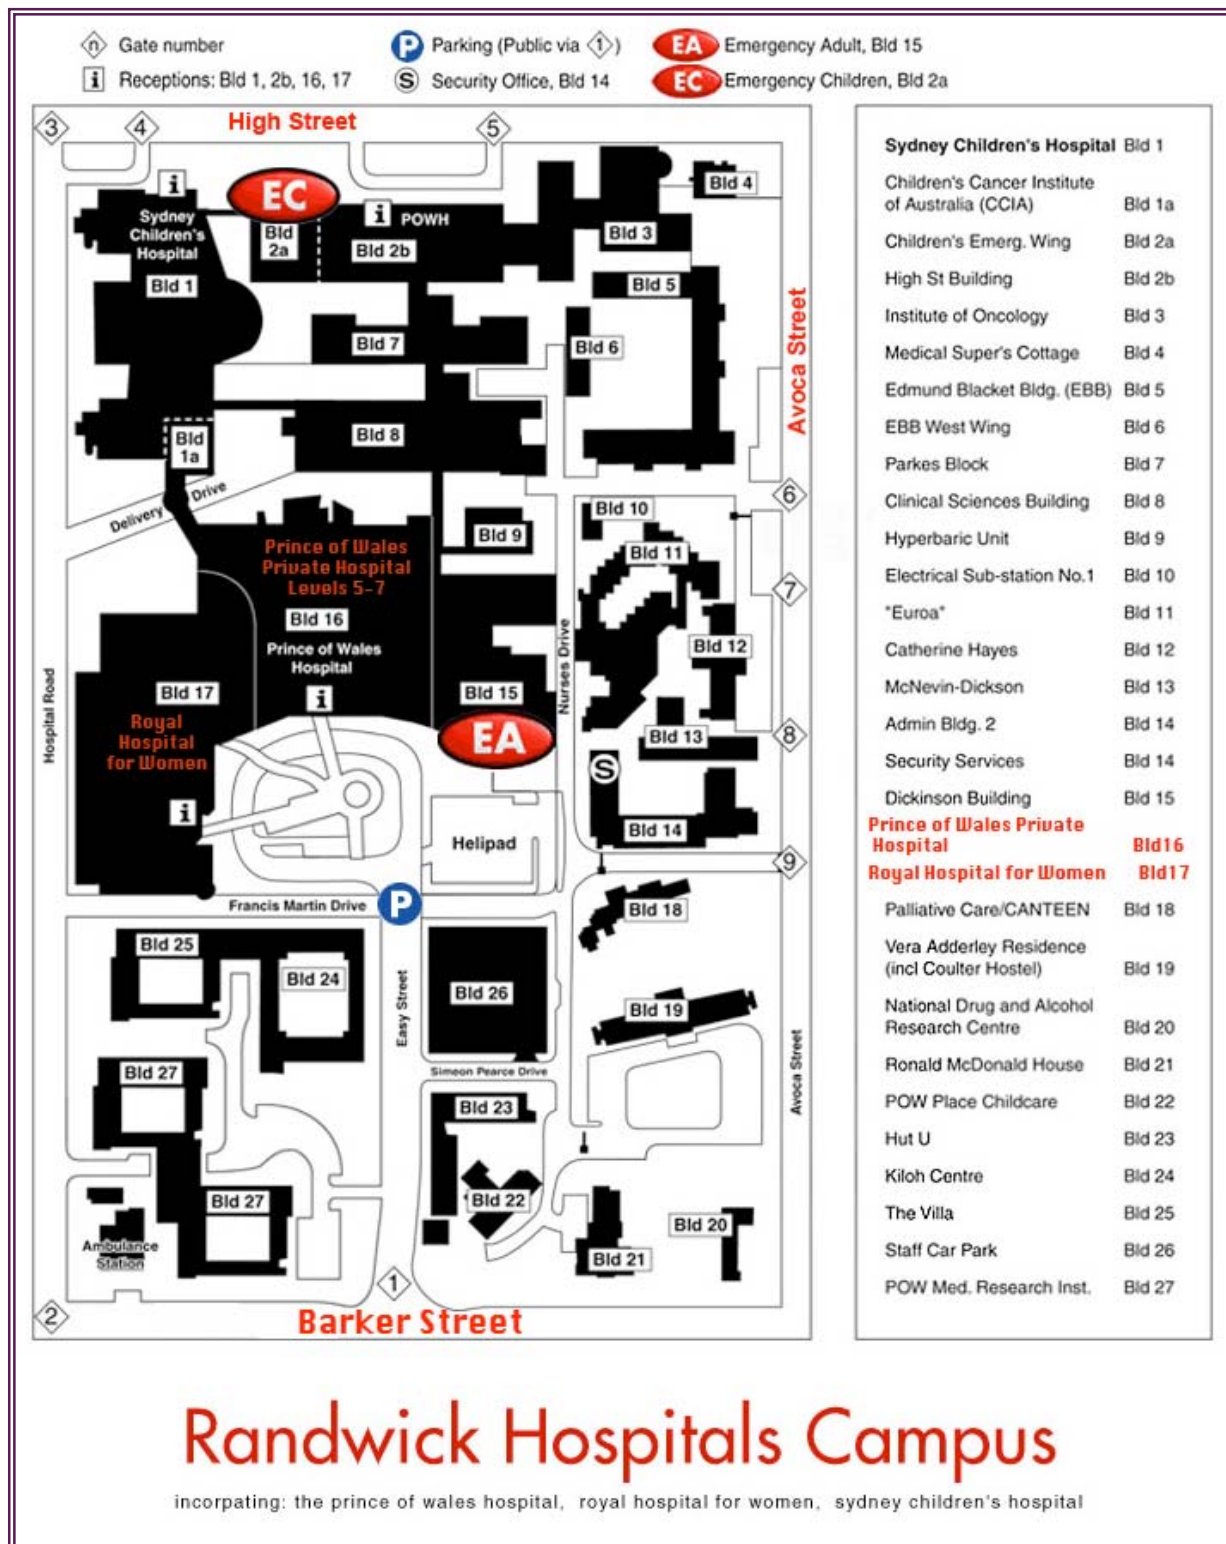 n Gate number
P Parking (Public via 1)
EA Emergency Adult, Bld 15
i Receptions: Bld 1, 2b, 16, 17
S Security Office, Bld 14
EC Emergency Children, Bld 2a
3
4
High Street
5
i
EC
Bld 4
Sydney
Children's
Hospital
i POWH
Bld
2a
Bld 2b
Bld 3
Bld 1
Bld 5
Bld 7
Bld 6
Avoca Street
Bld
1a
Bld 8
Delivery Drive
6
Bld 9
Bld 10
Bld 11
Prince of Wales
Private Hospital
Levels 5-7
7
Bld 16
Prince of Wales
Hospital
i
Nurses Drive
Bld 12
Hospital Road
Bld 17
Royal
Hospital
for Women
i
Bld 15
EA
Bld 13
8
S
Bld 14
Helipad
9
Francis Martin Drive
P
Bld 18
Bld 25
Bld 24
Easy Street
Bld 26
Bld 19
Avoca Street
Simeon Pearce Drive
Bld 27
Bld 23
Bld 27
Bld 22
Bld 20
Ambulance
Station
Bld 21
1
2
Barker Street
Sydney Children's Hospital Bld 1
Children's Cancer Institute
of Australia (CCIA) Bld 1a
Children's Emerg. Wing Bld 2a
High St Building Bld 2b
Institute of Oncology Bld 3
Medical Super's Cottage Bld 4
Edmund Blacket Bldg. (EBB) Bld 5
EBB West Wing Bld 6
Parkes Block Bld 7
Clinical Sciences Building Bld 8
Hyperbaric Unit Bld 9
Electrical Sub-station No.1 Bld 10
"Euroa" Bld 11
Catherine Hayes Bld 12
McNevin-Dickson Bld 13
Admin Bldg. 2 Bld 14
Security Services Bld 14
Dickinson Building Bld 15
Prince of Wales Private
Hospital Bld16
Royal Hospital for Women Bld17
Palliative Care/CANTEEN Bld 18
Vera Adderley Residence
(incl Coulter Hostel) Bld 19
National Drug and Alcohol
Research Centre Bld 20
Ronald McDonald House Bld 21
POW Place Childcare Bld 22
Hut U Bld 23
Kiloh Centre Bld 24
The Villa Bld 25
Staff Car Park Bld 26
POW Med. Research Inst. Bld 27
Randwick Hospitals Campus
incorpating: the prince of wales hospital, royal hospital for women, sydney children's hospital